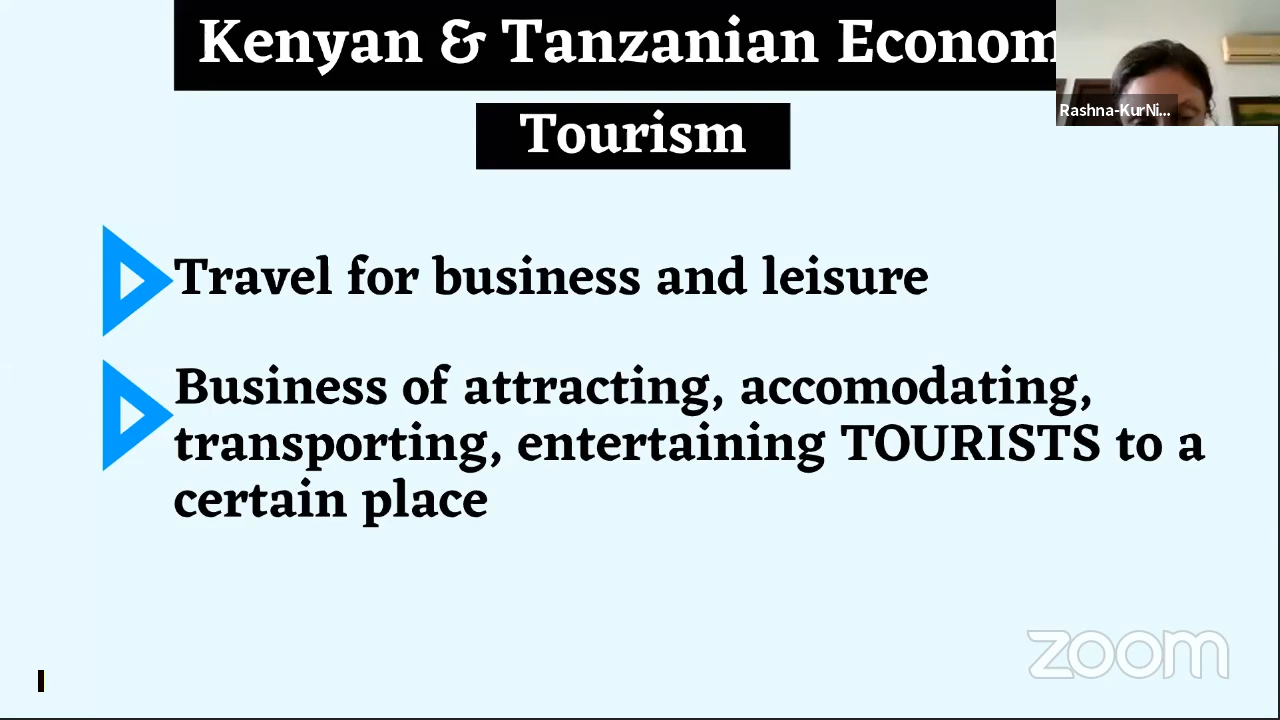 Kenyan & Tanzanian Econom
Rashna-KurNi...
Tourism
Travel for business and leisure
Business of attracting, accomodating,
transporting, entertaining TOURISTS to a
certain place
zoom